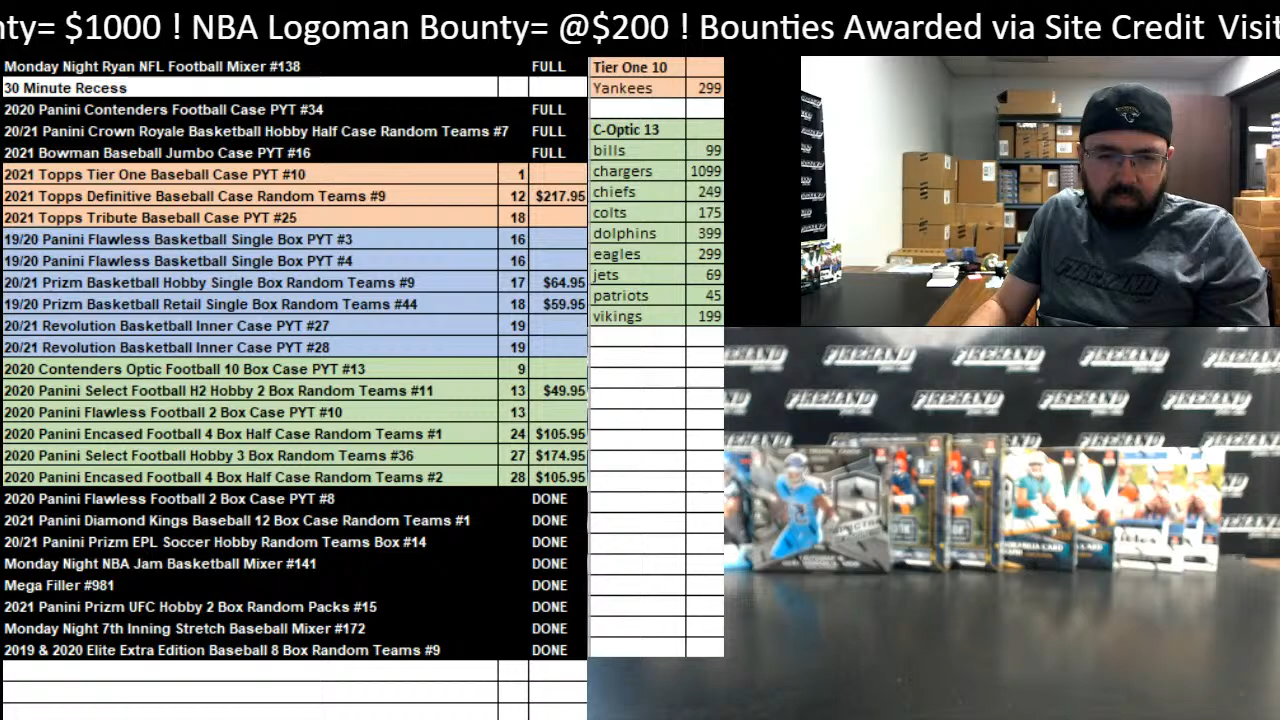 nty= $1000 ! NBA Logoman Bounty= @$200 ! Bounties Awarded via Site Credit Visit
Monday Night Ryan NFL Football Mixer #138 FULL
30 Minute Recess
2020 Panini Contenders Football Case PYT #34 FULL
20/21 Panini Crown Royale Basketball Hobby Half Case Random Teams #7 FULL
2021 Bowman Baseball Jumbo Case PYT #16 FULL
2021 Topps Tier One Baseball Case PYT #10 1
2021 Topps Definitive Baseball Case Random Teams #9 12 $217.95
2021 Topps Tribute Baseball Case PYT #25 18
19/20 Panini Flawless Basketball Single Box PYT #3 16
19/20 Panini Flawless Basketball Single Box PYT #4 16
20/21 Prizm Basketball Hobby Single Box Random Teams #9 17 $64.95
19/20 Prizm Basketball Retail Single Box Random Teams #44 18 $59.95
20/21 Revolution Basketball Inner Case PYT #27 19
20/21 Revolution Basketball Inner Case PYT #28 19
2020 Contenders Optic Football 10 Box Case PYT #13 9
2020 Panini Select Football H2 Hobby 2 Box Random Teams #11 13 $49.95
2020 Panini Flawless Football 2 Box Case PYT #10 13
2020 Panini Encased Football 4 Box Half Case Random Teams #1 24 $105.95
2020 Panini Select Football Hobby 3 Box Random Teams #36 27 $174.95
2020 Panini Encased Football 4 Box Half Case Random Teams #2 28 $105.95
2020 Panini Flawless Football 2 Box Case PYT #8 DONE
2021 Panini Diamond Kings Baseball 12 Box Case Random Teams #1 DONE
20/21 Panini Prizm EPL Soccer Hobby Random Teams Box #14 DONE
Monday Night NBA Jam Basketball Mixer #141 DONE
Mega Filler #981 DONE
2021 Panini Prizm UFC Hobby 2 Box Random Packs #15 DONE
Monday Night 7th Inning Stretch Baseball Mixer #172 DONE
2019 & 2020 Elite Extra Edition Baseball 8 Box Random Teams #9 DONE
Tier One 10
Yankees 299
C-Optic 13
bills 99
chargers 1099
chiefs 249
colts 175
dolphins 399
eagles 299
jets 69
patriots 45
vikings 199
FIREHAND
FIREHAND
FIREHAND
FIREHAND
FIREHAND
FIREHAND
FIREHAND
SPECTRA